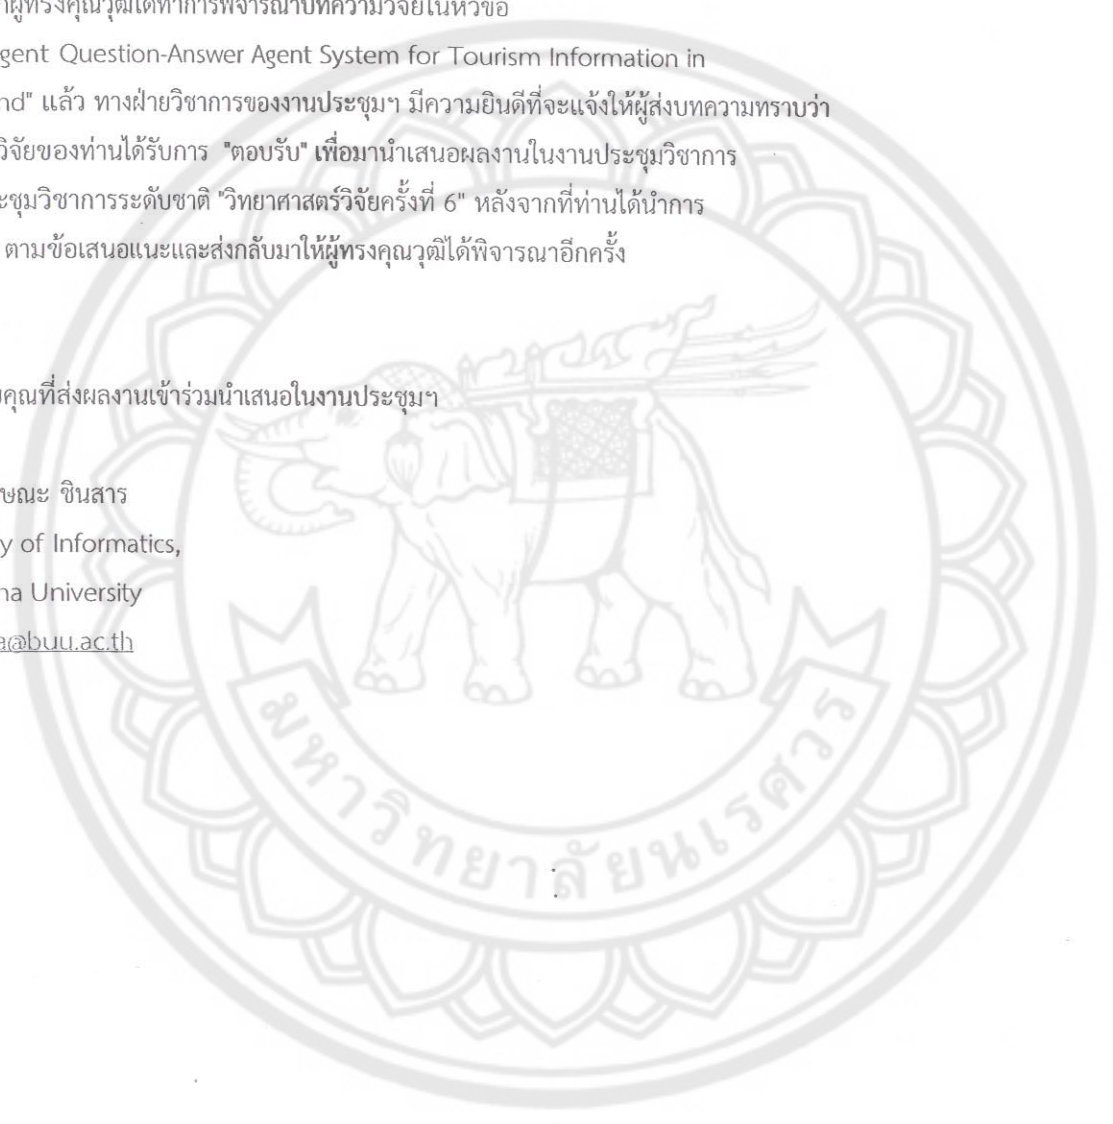 ผู้ทรงคุณวุฒิได้ทำการพิจารณาบทความวิจัยในหัวข้อ
gent Question-Answer Agent System for Tourism Information in
nd" แล้ว ทางฝ่ายวิชาการของงานประชุมฯ มีความยินดีที่จะแจ้งให้ผู้ส่งบทความทราบว่า
วิจัยของท่านได้รับการ "ตอบรับ" เพื่อมานำเสนอผลงานในงานประชุมวิชาการ
ะชุมวิชาการระดับชาติ "วิทยาศาสตร์วิจัยครั้งที่ 6" หลังจากที่ท่านได้นำการ
ตามข้อเสนอแนะและส่งกลับมาให้ผู้ทรงคุณวุฒิได้พิจารณาอีกครั้ง
คุณที่ส่งผลงานเข้าร่วมนำเสนอในงานประชุมฯ
ษณะ ชินสาร
y of Informatics,
na University
a@buu.ac.th
มหาวิทยาลัยนเรศวร